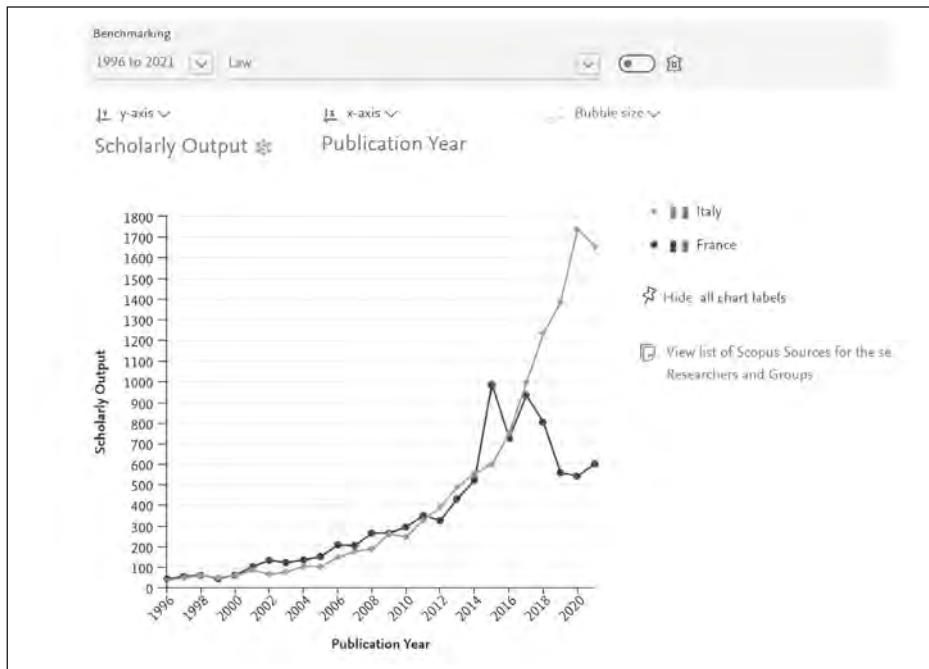 Benchmarking
1996 to 2021 Law
y-axis x-axis Bubble size
Scholarly Output Publication Year
Italy
France
Hide all chart labels
View list of Scopus Sources for the se
Researchers and Groups
Scholarly Output
1800
1700
1600
1500
1400
1300
1200
1100
1000
900
800
700
600
500
400
300
200
100
0
1996 1998 2000 2002 2004 2006 2008 2010 2012 2014 2016 2018 2020
Publication Year